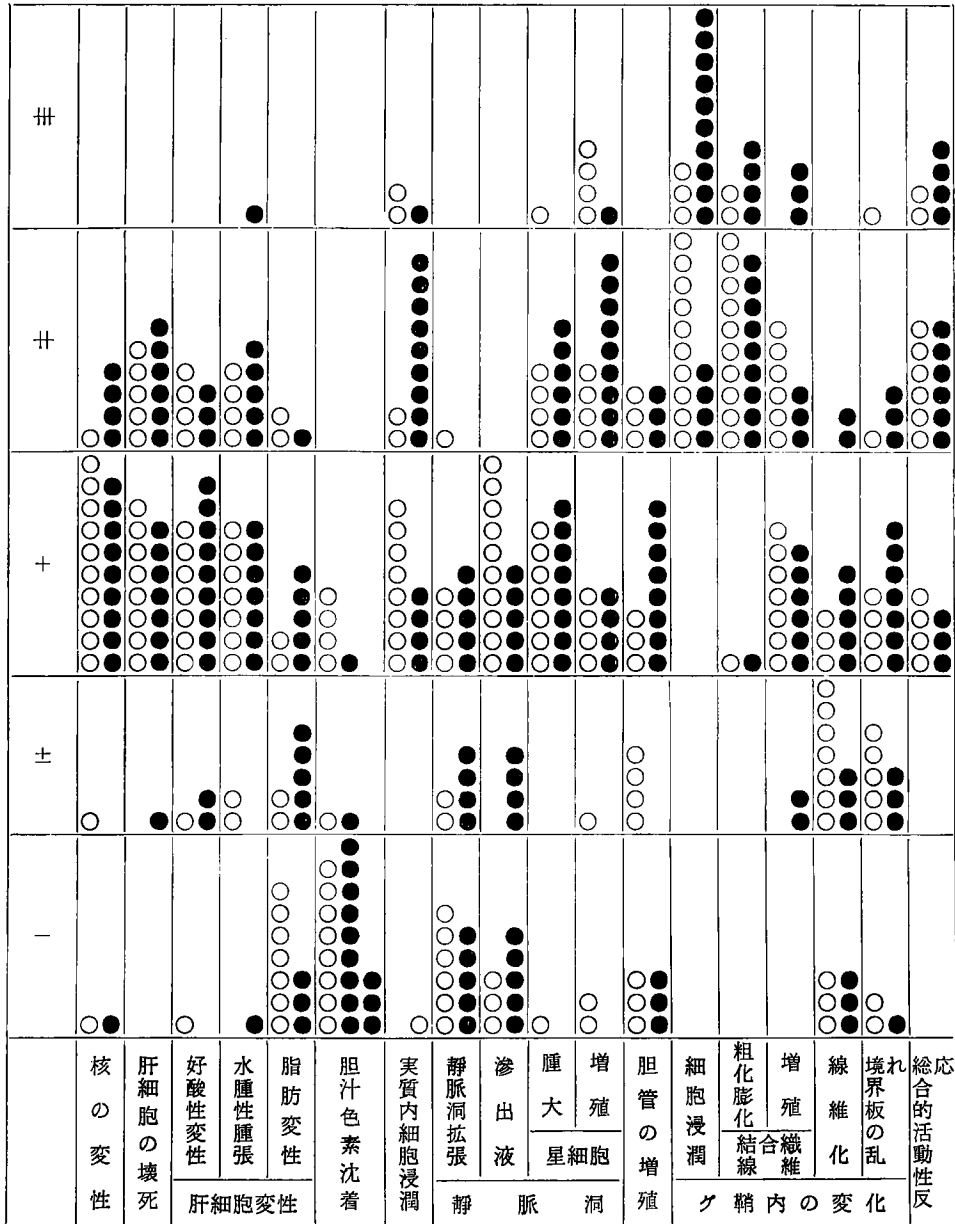 卌
卄
+
±
−
核の変性
肝細胞の壊死
好酸性変性
水腫性腫張
脂肪変性
肝細胞変性
胆汁色素沈着
実質内細胞浸潤
静脈洞拡張
滲出液
腫大
増殖
星細胞
静脈洞
胆管の増殖
細胞浸潤
粗化膨化
増殖
結合織線維
線維化
境界板の乱れ
グ鞘内の変化
総合的活動性反応